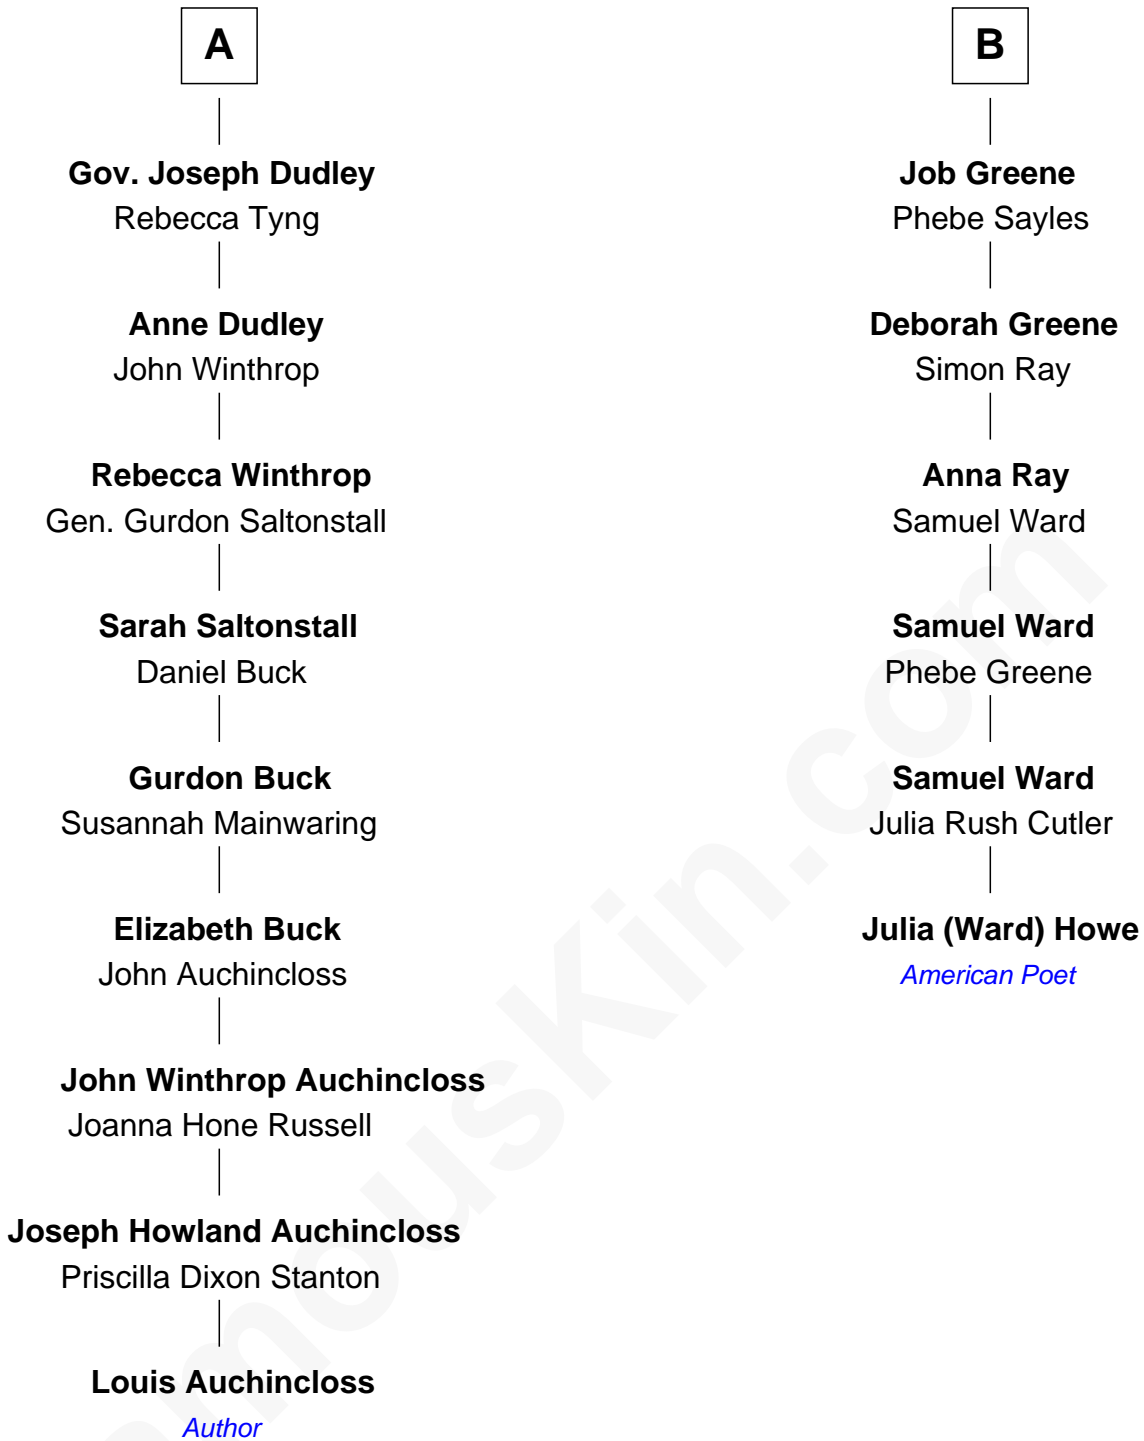 A
Gov. Joseph Dudley
Rebecca Tyng
Anne Dudley
John Winthrop
Rebecca Winthrop
Gen. Gurdon Saltonstall
Sarah Saltonstall
Daniel Buck
Gurdon Buck
Susannah Mainwaring
Elizabeth Buck
John Auchincloss
John Winthrop Auchincloss
Joanna Hone Russell
Joseph Howland Auchincloss
Priscilla Dixon Stanton
Louis Auchincloss
Author
B
Job Greene
Phebe Sayles
Deborah Greene
Simon Ray
Anna Ray
Samuel Ward
Samuel Ward
Phebe Greene
Samuel Ward
Julia Rush Cutler
Julia (Ward) Howe
American Poet
amouskin.com